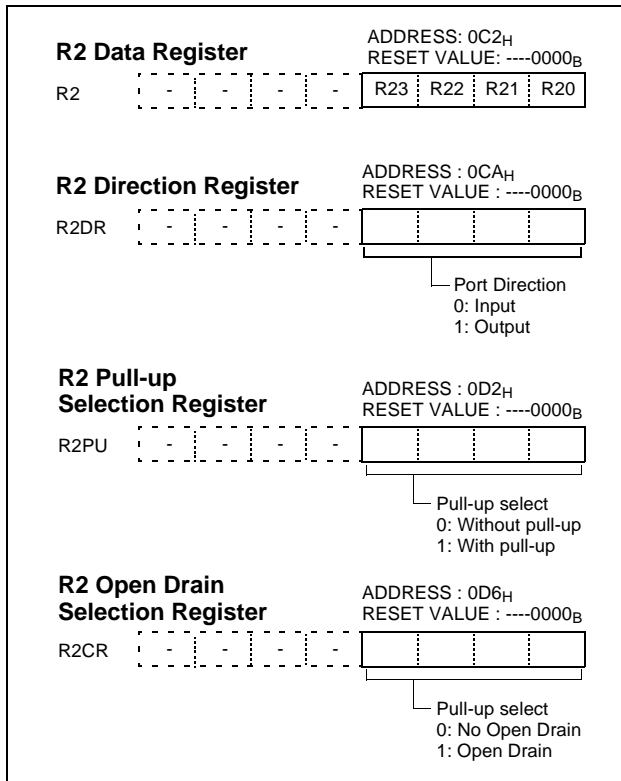 R2 Data Register
ADDRESS: 0C2H
RESET VALUE: ----0000B
R2 - - - - R23 R22 R21 R20
R2 Direction Register
ADDRESS : 0CAH
RESET VALUE : ----0000B
R2DR - - - -
Port Direction
0: Input
1: Output
R2 Pull-up
Selection Register
ADDRESS : 0D2H
RESET VALUE : ----0000B
R2PU - - - -
Pull-up select
0: Without pull-up
1: With pull-up
R2 Open Drain
Selection Register
ADDRESS : 0D6H
RESET VALUE : ----0000B
R2CR - - - -
Pull-up select
0: No Open Drain
1: Open Drain